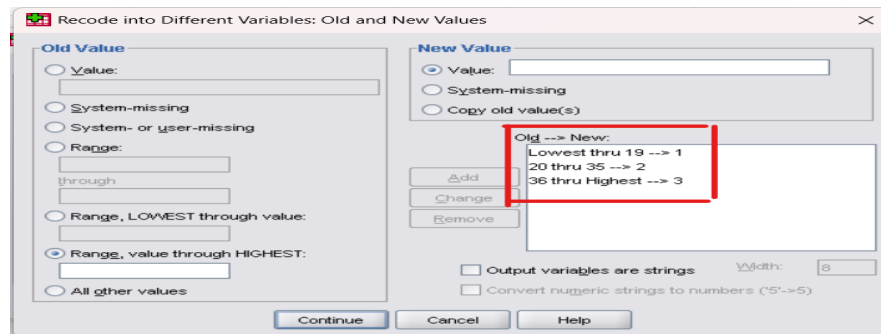 Recode into Different Variables: Old and New Values
Old Value
Value:
System-missing
System- or user-missing
Range:
through
Range, LOWEST through value:
Range, value through HIGHEST:
All other values
New Value
Value:
System-missing
Copy old value(s)
Old --> New:
Lowest thru 19 --> 1
20 thru 35 --> 2
36 thru Highest --> 3
Add
Change
Remove
Output variables are strings
Width:
8
Convert numeric strings to numbers ('5'->5)
Continue
Cancel
Help